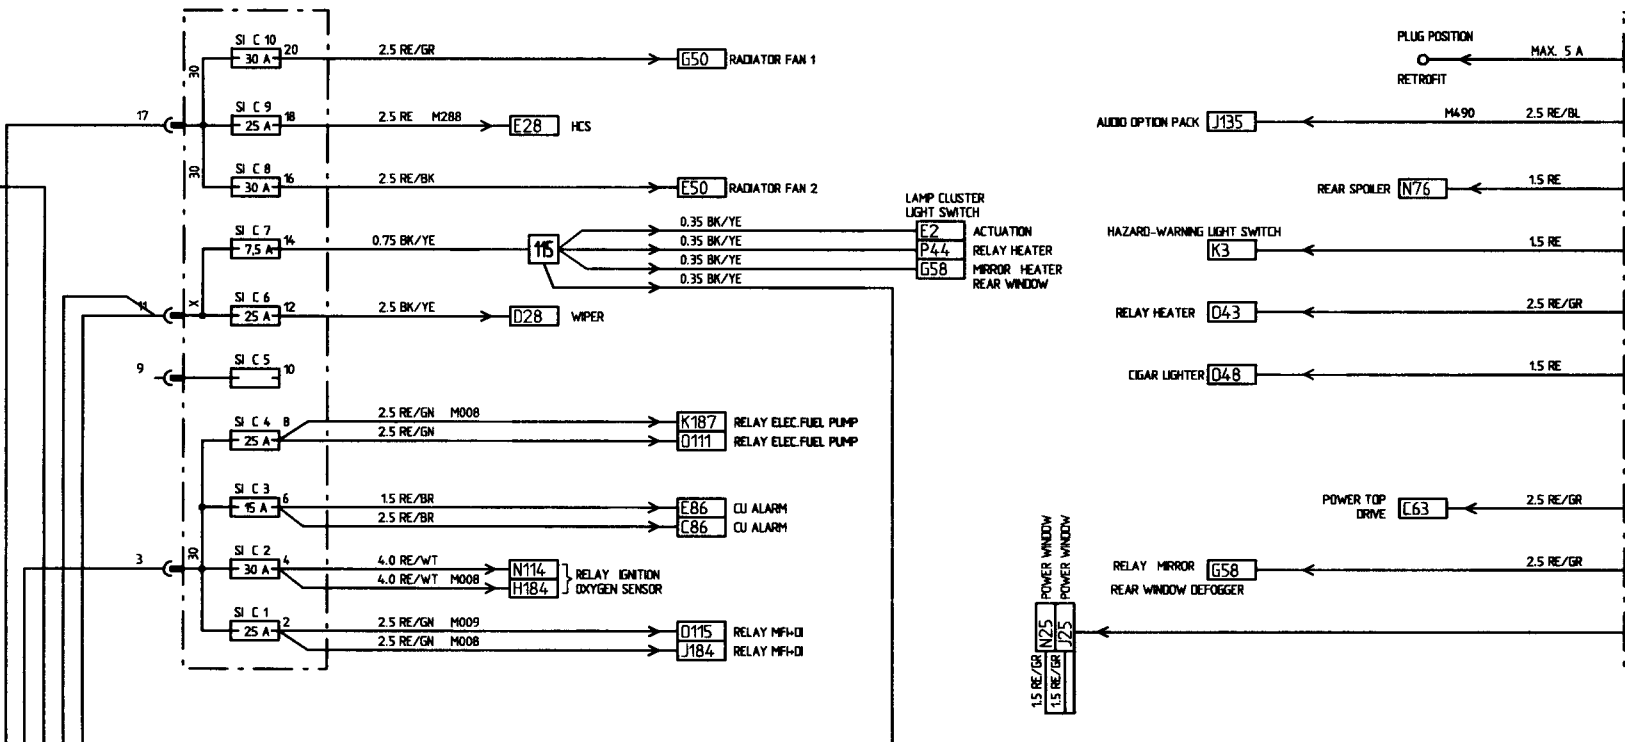 SI C 10
30 A
20
2.5 RE/GR
G50
RADIATOR FAN 1
30
17
SI C 9
25 A
18
2.5 RE M288
E28
HCS
30
SI C 8
30 A
16
2.5 RE/BK
E50
RADIATOR FAN 2
SI C 7
7,5 A
14
0.75 BK/YE
115
0.35 BK/YE
0.35 BK/YE
0.35 BK/YE
0.35 BK/YE
LAMP CLUSTER
LIGHT SWITCH
E2
ACTUATION
P44
RELAY HEATER
G58
MIRROR HEATER
REAR WINDOW
X
11
SI C 6
25 A
12
2.5 BK/YE
D28
WIPER
9
SI C 5
10
SI C 4
25 A
8
2.5 RE/GN M008
K187
RELAY ELEC.FUEL PUMP
2.5 RE/GN
O111
RELAY ELEC.FUEL PUMP
SI C 3
15 A
6
1.5 RE/BR
E86
CU ALARM
2.5 RE/BR
C86
CU ALARM
30
3
SI C 2
30 A
4
4.0 RE/WT
N114
4.0 RE/WT M008
H184
RELAY IGNITION
OXYGEN SENSOR
SI C 1
25 A
2
2.5 RE/GN M009
O115
RELAY MFI+DI
2.5 RE/GN M008
J184
RELAY MFI+DI
PLUG POSITION
MAX. 5 A
RETROFIT
AUDIO OPTION PACK
J135
M490
2.5 RE/BL
REAR SPOILER
N76
1.5 RE
HAZARD-WARNING LIGHT SWITCH
K3
1.5 RE
RELAY HEATER
O43
2.5 RE/GR
CIGAR LIGHTER
O48
1.5 RE
POWER TOP
DRIVE
C63
2.5 RE/GR
RELAY MIRROR
G58
REAR WINDOW DEFOGGER
2.5 RE/GR
POWER WINDOW
POWER WINDOW
N25
J25
1.5 RE/GR
1.5 RE/GR